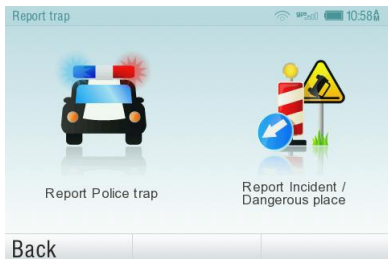 Report trap
10:58
Report Police trap
Report Incident /
Dangerous place
Back